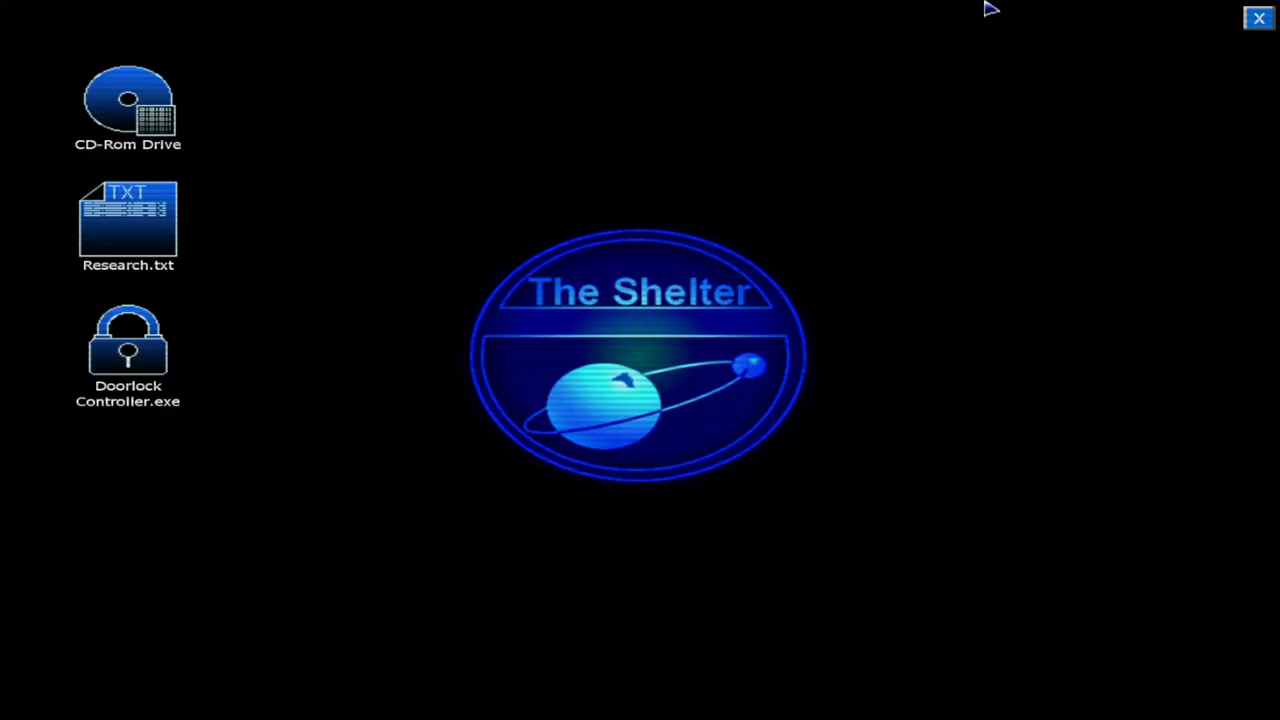 X
CD-Rom Drive
TXT
Research.txt
Doorlock
Controller.exe
The Shelter